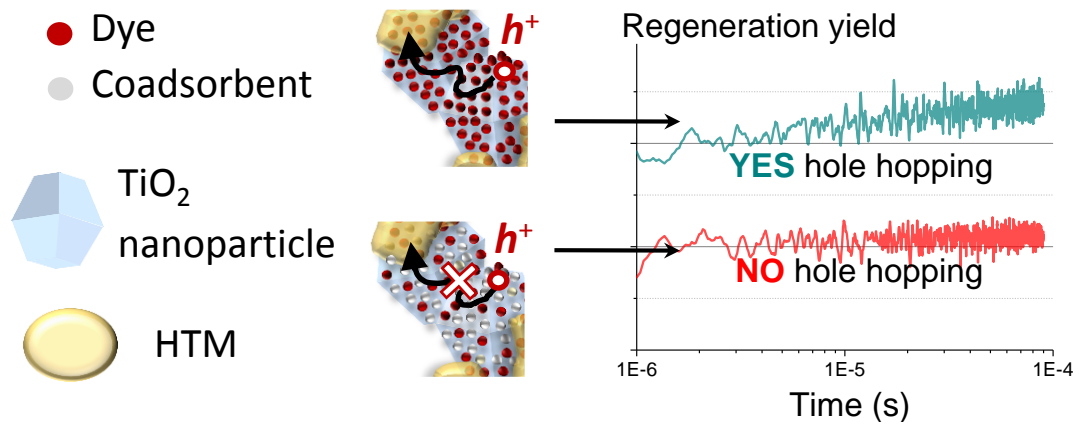 Dye
Coadsorbent
TiO₂
nanoparticle
HTM
h⁺
h⁺
Regeneration yield
YES hole hopping
NO hole hopping
1E-6
1E-5
1E-4
Time (s)